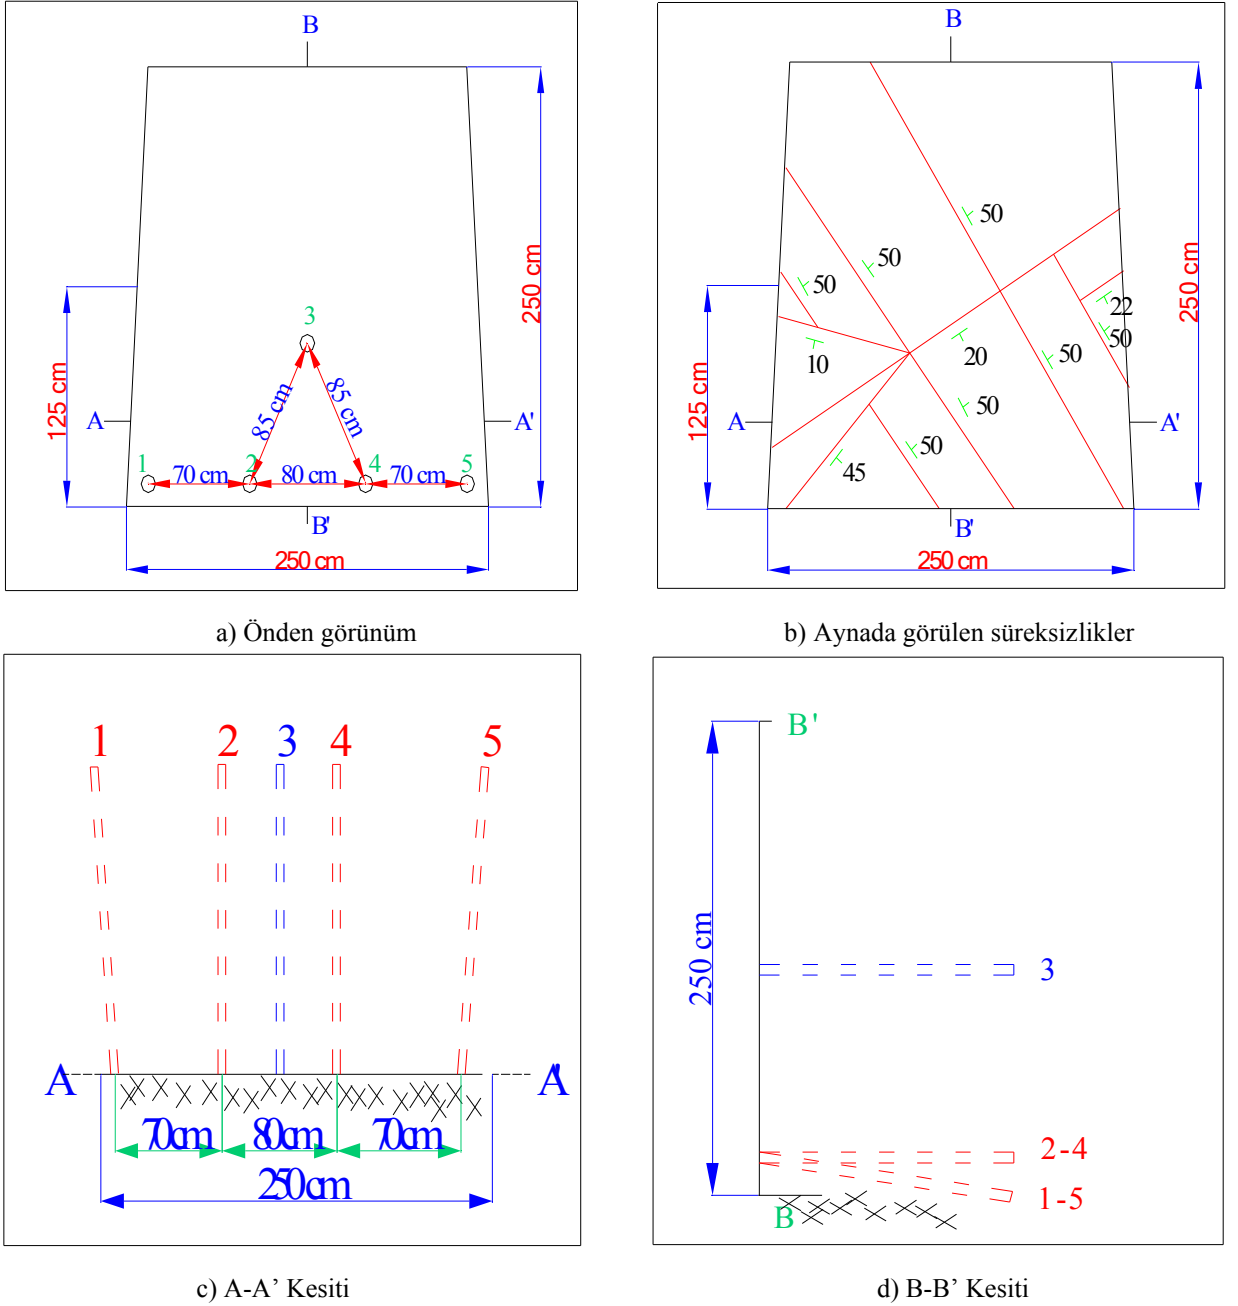 B
3
250 cm
125 cm
85 cm
85 cm
A
A'
1
2
4
5
70 cm
80 cm
70 cm
B'
250 cm
a) Önden görünüm
B
50
50
50
22
50
250 cm
20
50
10
125 cm
50
A
A'
50
45
B'
250 cm
b) Aynada görülen süreksizlikler
1
2
3
4
5
A
A'
70cm
80cm
70cm
250cm
c) A-A’ Kesiti
B'
250 cm
3
2-4
1-5
B
d) B-B’ Kesiti